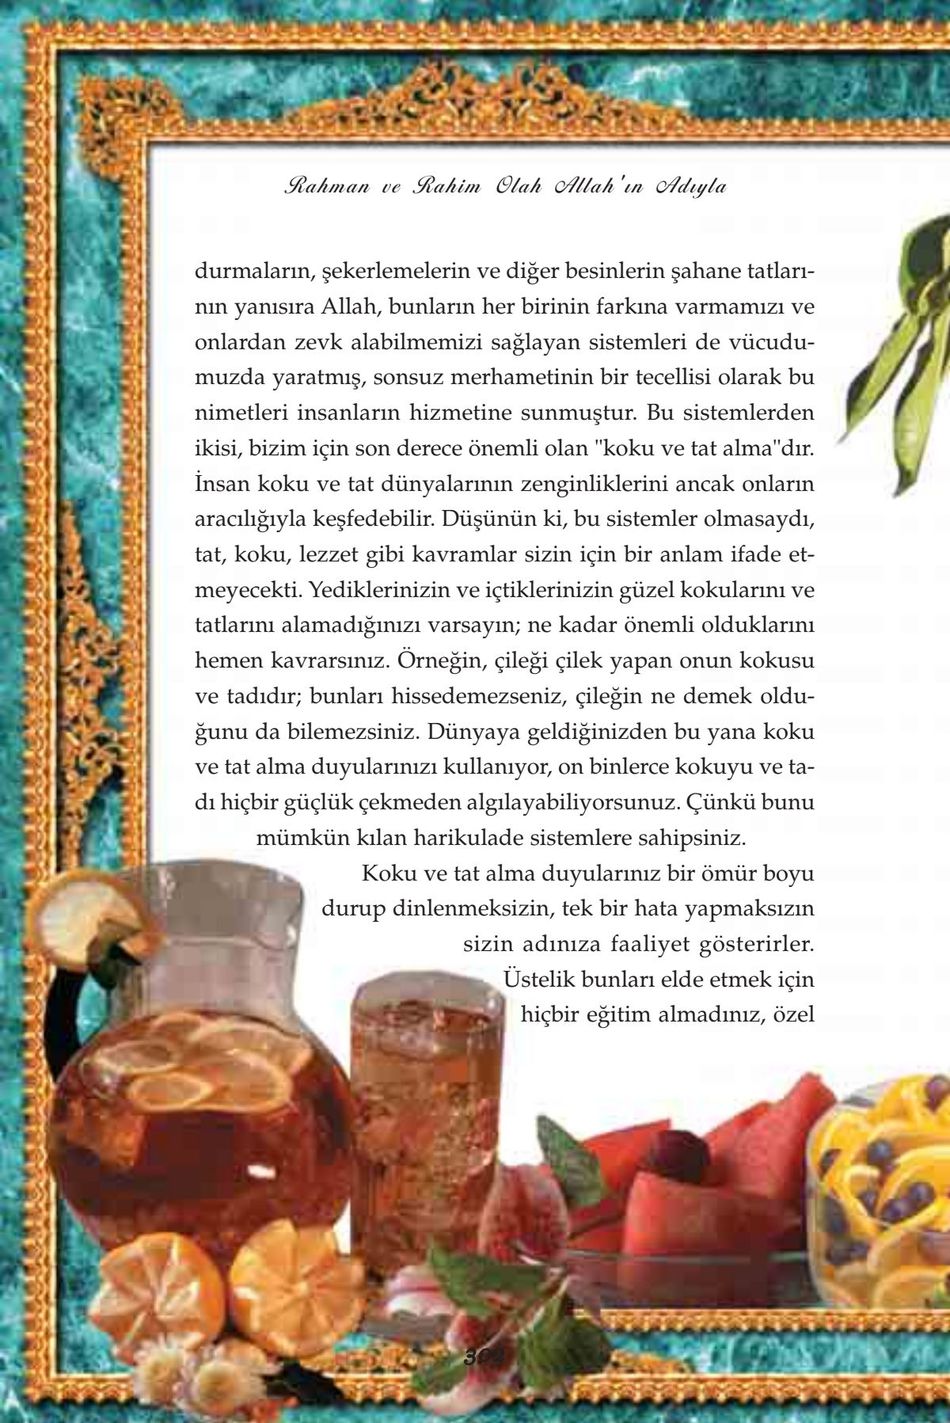 Rahman ve Rahim Olah Allah'ın Adıyla
durmaların, şekerlemelerin ve diğer besinlerin şahane tatları-
nın yanısıra Allah, bunların her birinin farkına varmamızı ve
onlardan zevk alabilmemizi sağlayan sistemleri de vücudu-
muzda yaratmış, sonsuz merhametinin bir tecellisi olarak bu
nimetleri insanların hizmetine sunmuştur. Bu sistemlerden
ikisi, bizim için son derece önemli olan "koku ve tat alma"dır.
İnsan koku ve tat dünyalarının zenginliklerini ancak onların
aracılığıyla keşfedebilir. Düşünün ki, bu sistemler olmasaydı,
tat, koku, lezzet gibi kavramlar sizin için bir anlam ifade et-
meyecekti. Yediklerinizin ve içtiklerinizin güzel kokularını ve
tatlarını alamadığınızı varsayın; ne kadar önemli olduklarını
hemen kavrarsınız. Örneğin, çileği çilek yapan onun kokusu
ve tadıdır; bunları hissedemezseniz, çileğin ne demek oldu-
ğunu da bilemezsiniz. Dünyaya geldiğinizden bu yana koku
ve tat alma duyularınızı kullanıyor, on binlerce kokuyu ve ta-
dı hiçbir güçlük çekmeden algılayabiliyorsunuz. Çünkü bunu
mümkün kılan harikulade sistemlere sahipsiniz.
Koku ve tat alma duyularınız bir ömür boyu
durup dinlenmeksizin, tek bir hata yapmaksızın
sizin adınıza faaliyet gösterirler.
Üstelik bunları elde etmek için
hiçbir eğitim almadınız, özel